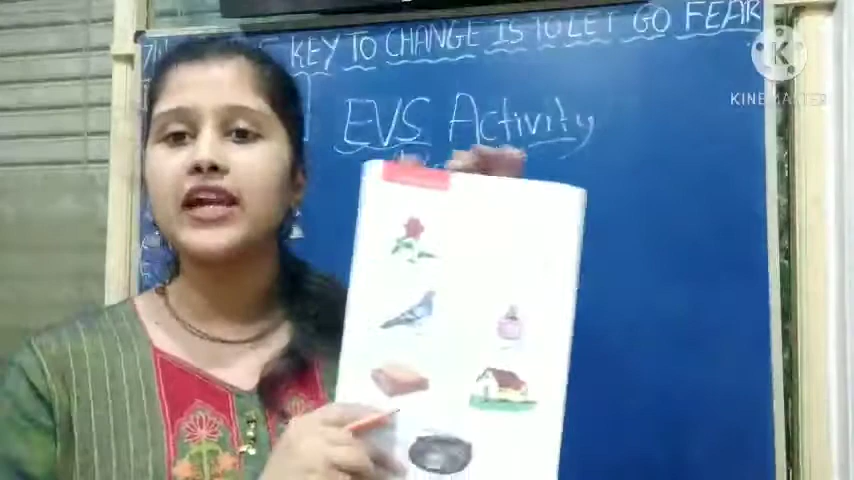 KEY TO CHANGE IS TO LET GO FEAR
EVS Activity
K
KINEMASTER